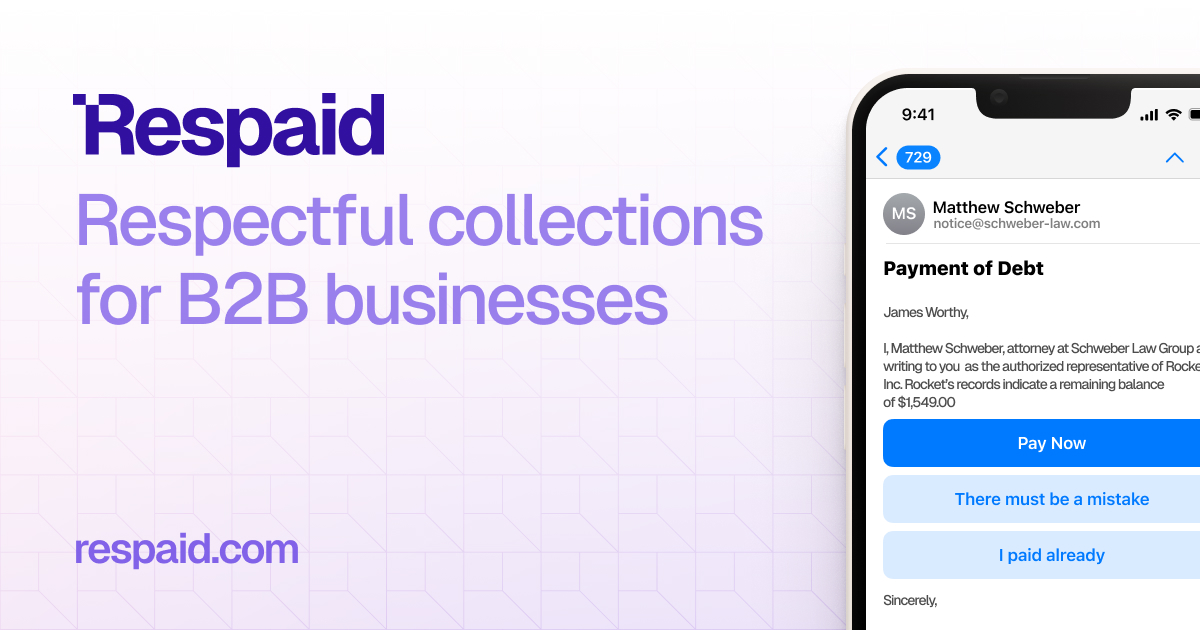 Respaid
Respectful collections
for B2B businesses
respaid.com
9:41
729
MS
Matthew Schweber
notice@schweber-law.com
Payment of Debt
James Worthy,
I, Matthew Schweber, attorney at Schweber Law Group a
writing to you as the authorized representative of Rocke
Inc. Rocket's records indicate a remaining balance
of $1,549.00
Pay Now
There must be a mistake
I paid already
Sincerely,